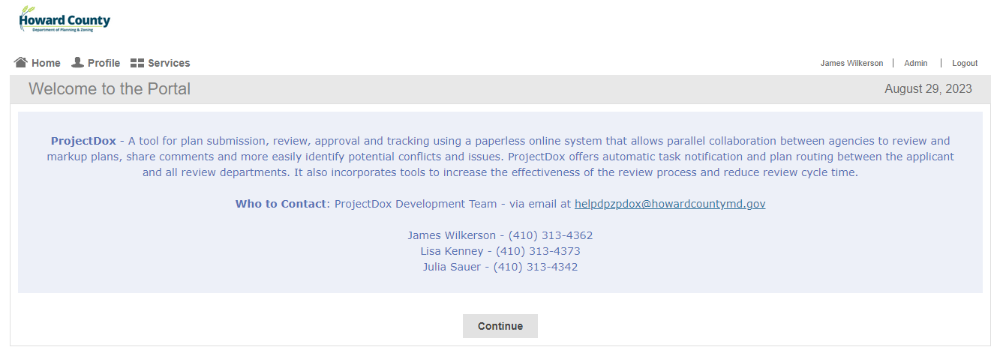 Howard County
Department of Planning & Zoning
Home Profile Services
James Wilkerson | Admin | Logout
Welcome to the Portal
August 29, 2023
ProjectDox - A tool for plan submission, review, approval and tracking using a paperless online system that allows parallel collaboration between agencies to review and
markup plans, share comments and more easily identify potential conflicts and issues. ProjectDox offers automatic task notification and plan routing between the applicant
and all review departments. It also incorporates tools to increase the effectiveness of the review process and reduce review cycle time.
Who to Contact: ProjectDox Development Team - via email at helpdpzpdox@howardcountymd.gov
James Wilkerson - (410) 313-4362
Lisa Kenney - (410) 313-4373
Julia Sauer - (410) 313-4342
Continue